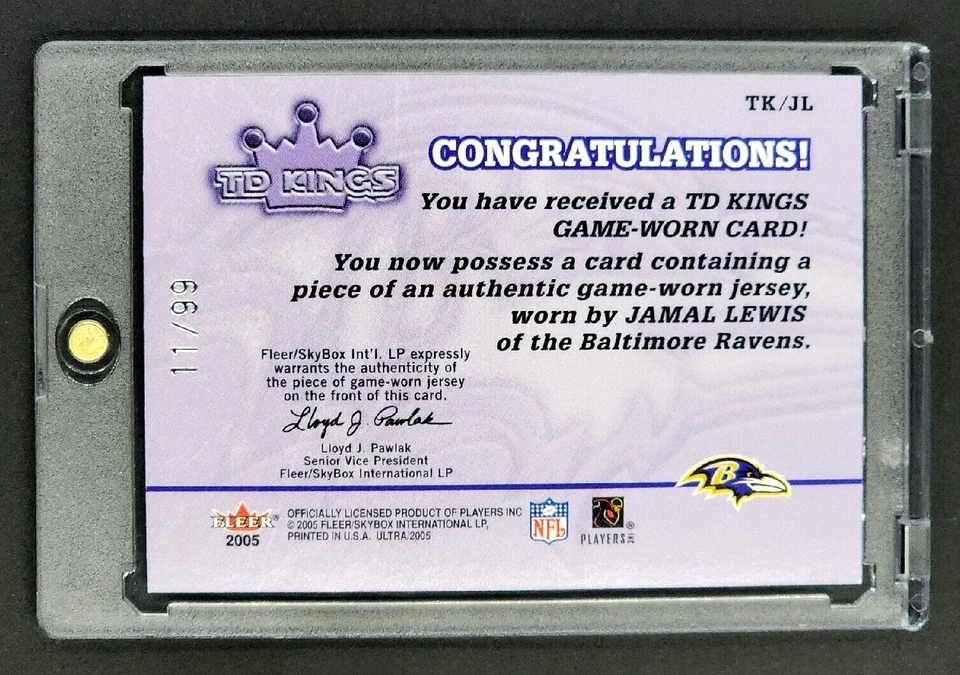 TK/JL
TD KINGS
CONGRATULATIONS!
You have received a TD KINGS
GAME-WORN CARD!
You now possess a card containing a
piece of an authentic game-worn jersey,
worn by JAMAL LEWIS
of the Baltimore Ravens.
11/99
Fleer/SkyBox Int'l. LP expressly
warrants the authenticity of
the piece of game-worn jersey
on the front of this card.
Lloyd J. Pawlak
Lloyd J. Pawlak
Senior Vice President
Fleer/SkyBox International LP
B
FLEER®
2005
OFFICIALLY LICENSED PRODUCT OF PLAYERS INC
© 2005 FLEER/SKYBOX INTERNATIONAL LP,
PRINTED IN U.S.A. ULTRA 2005
NFL
PLAYERS INC ®